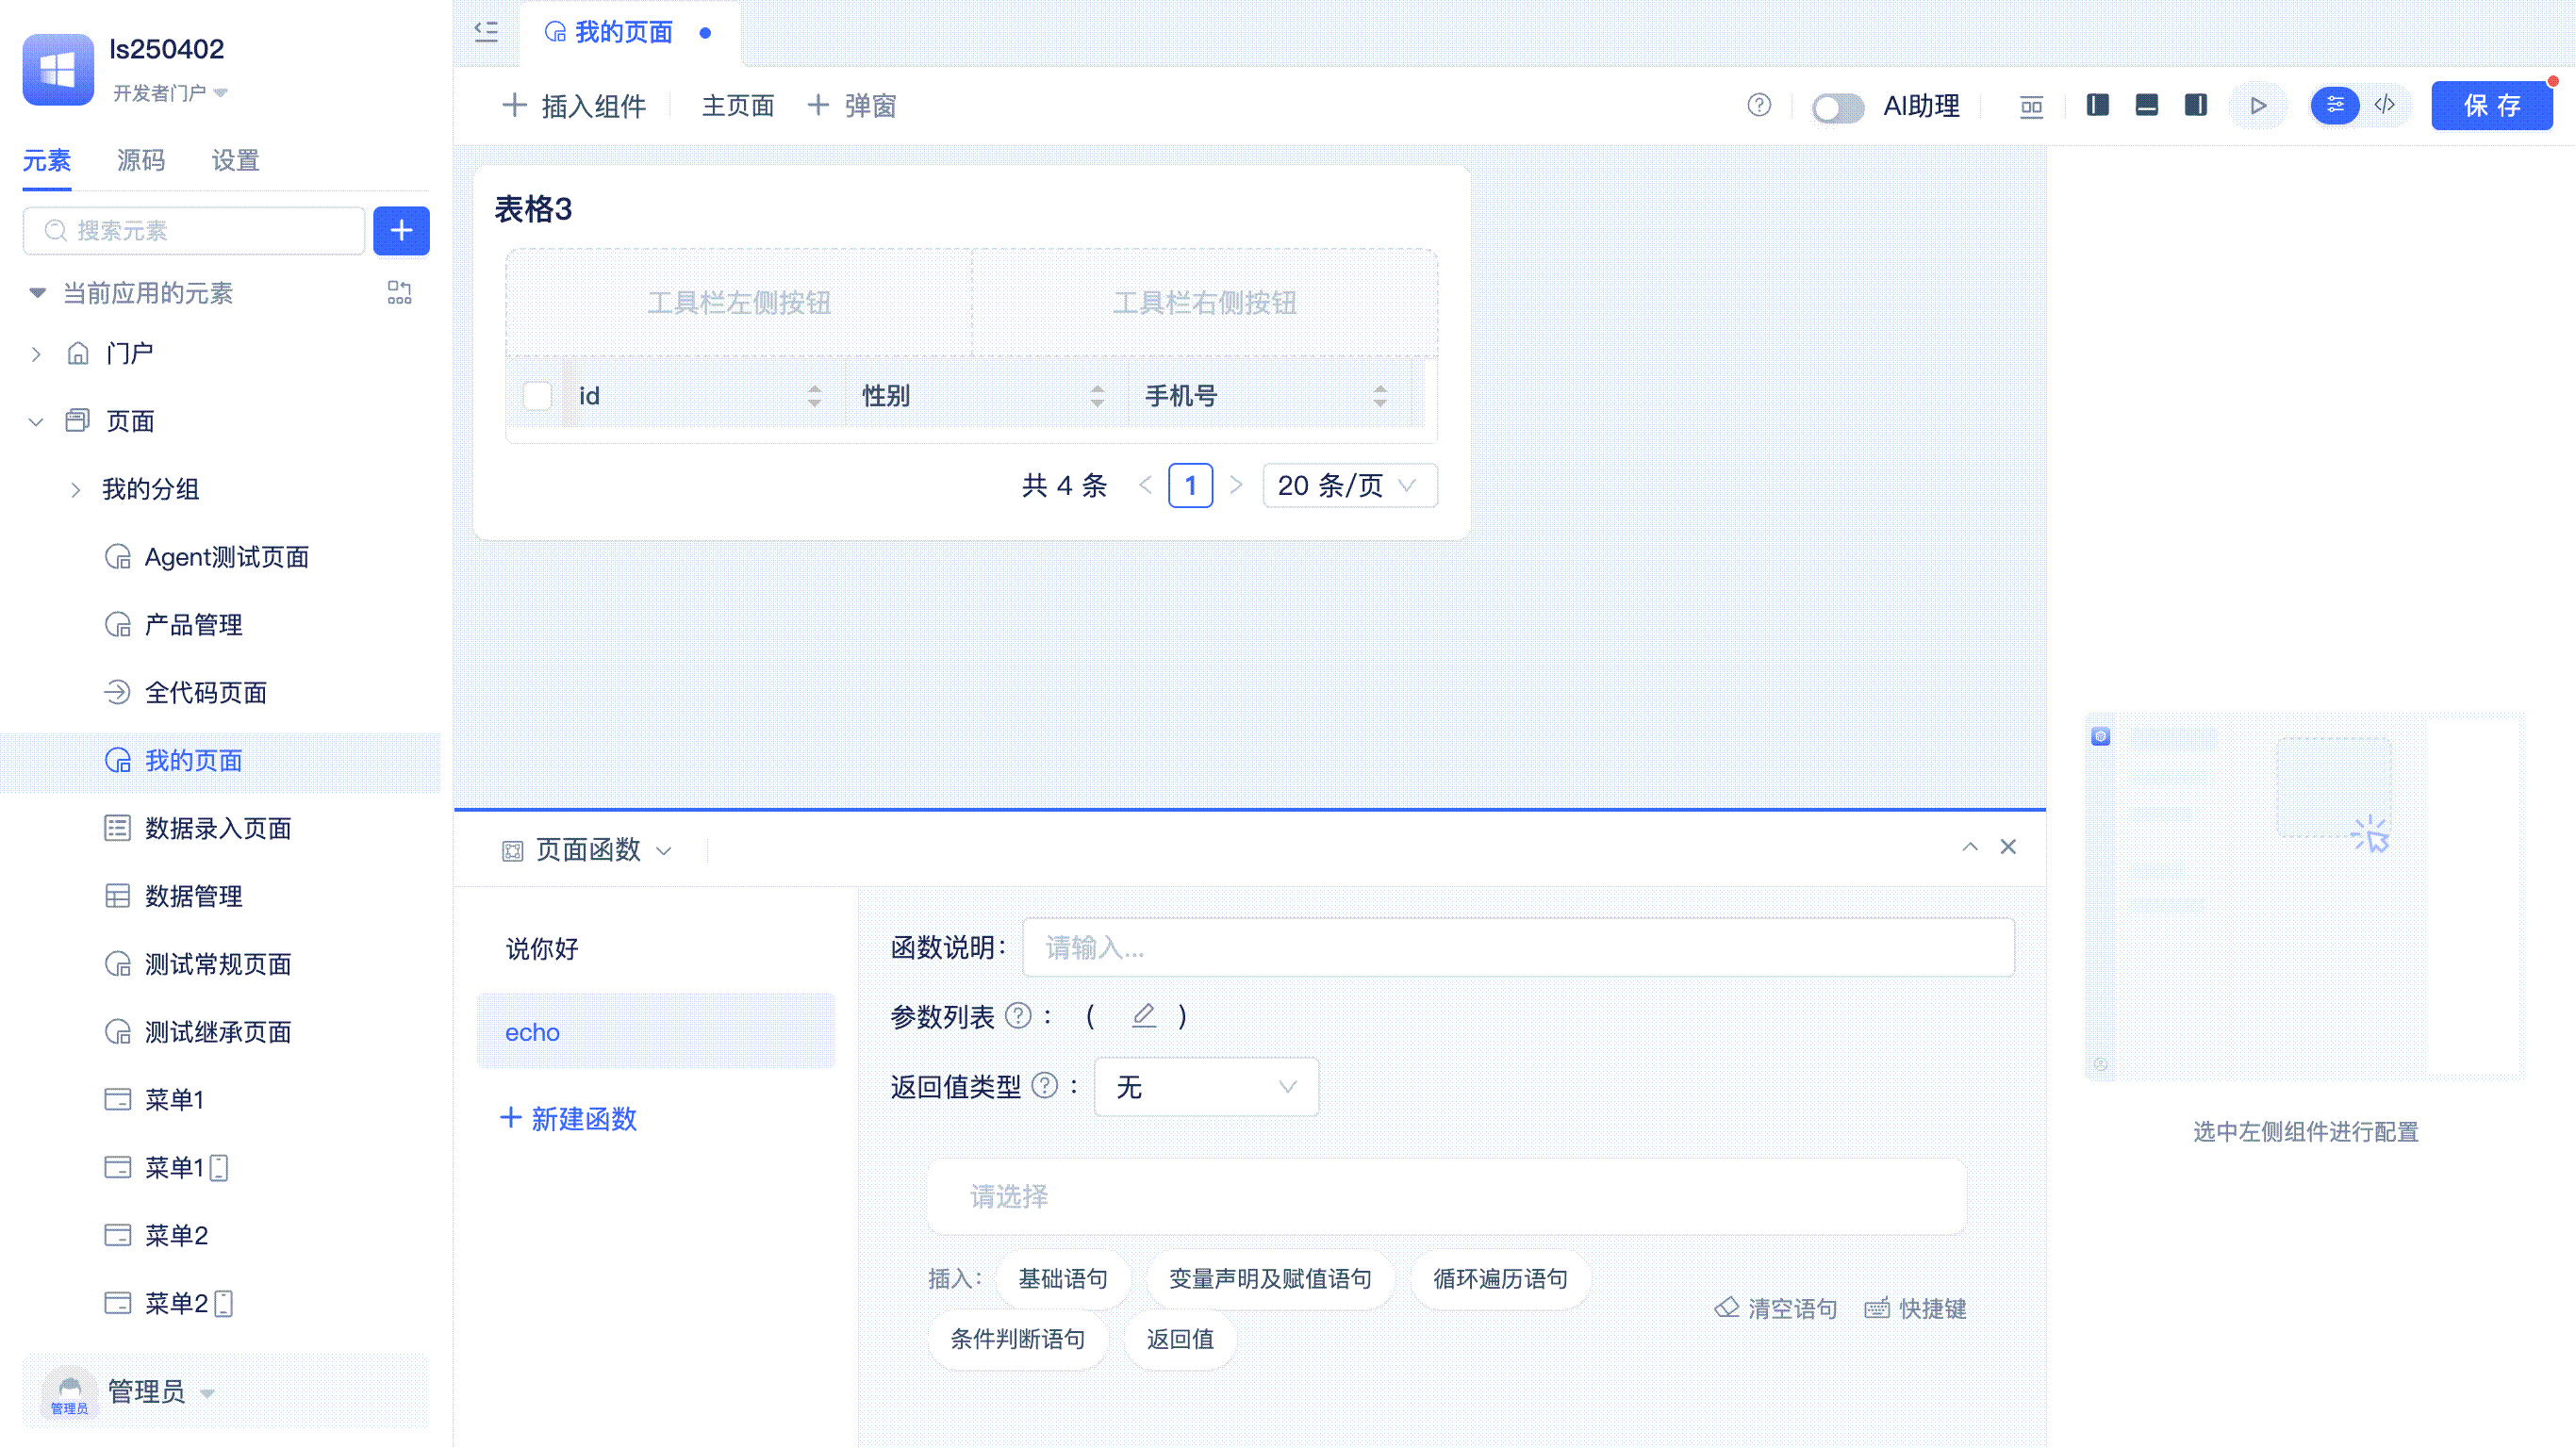 ls250402
开发者门户
元素 源码 设置
搜索元素
当前应用的元素
门户
页面
我的分组
Agent测试页面
产品管理
全代码页面
我的页面
数据录入页面
数据管理
测试常规页面
测试继承页面
菜单1
菜单1
菜单2
菜单2
管理员
管理员
我的页面
插入组件 主页面 弹窗
AI助理
保存
表格3
工具栏左侧按钮 工具栏右侧按钮
id 性别 手机号
共 4 条 1 20 条/页
页面函数
说你好
echo
新建函数
函数说明: 请输入...
参数列表 : ( )
返回值类型 : 无
请选择
插入: 基础语句 变量声明及赋值语句 循环遍历语句
条件判断语句 返回值
清空语句 快捷键
选中左侧组件进行配置